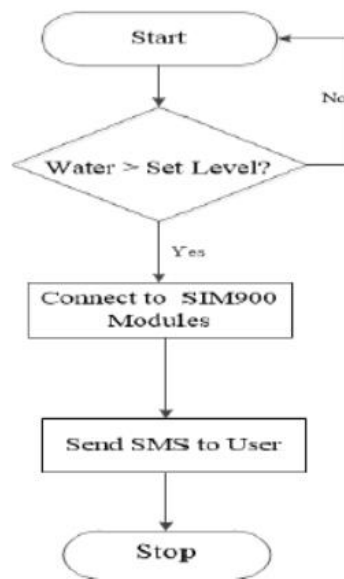 Start
No
Water > Set Level?
Yes
Connect to SIM900
Modules
Send SMS to User
Stop